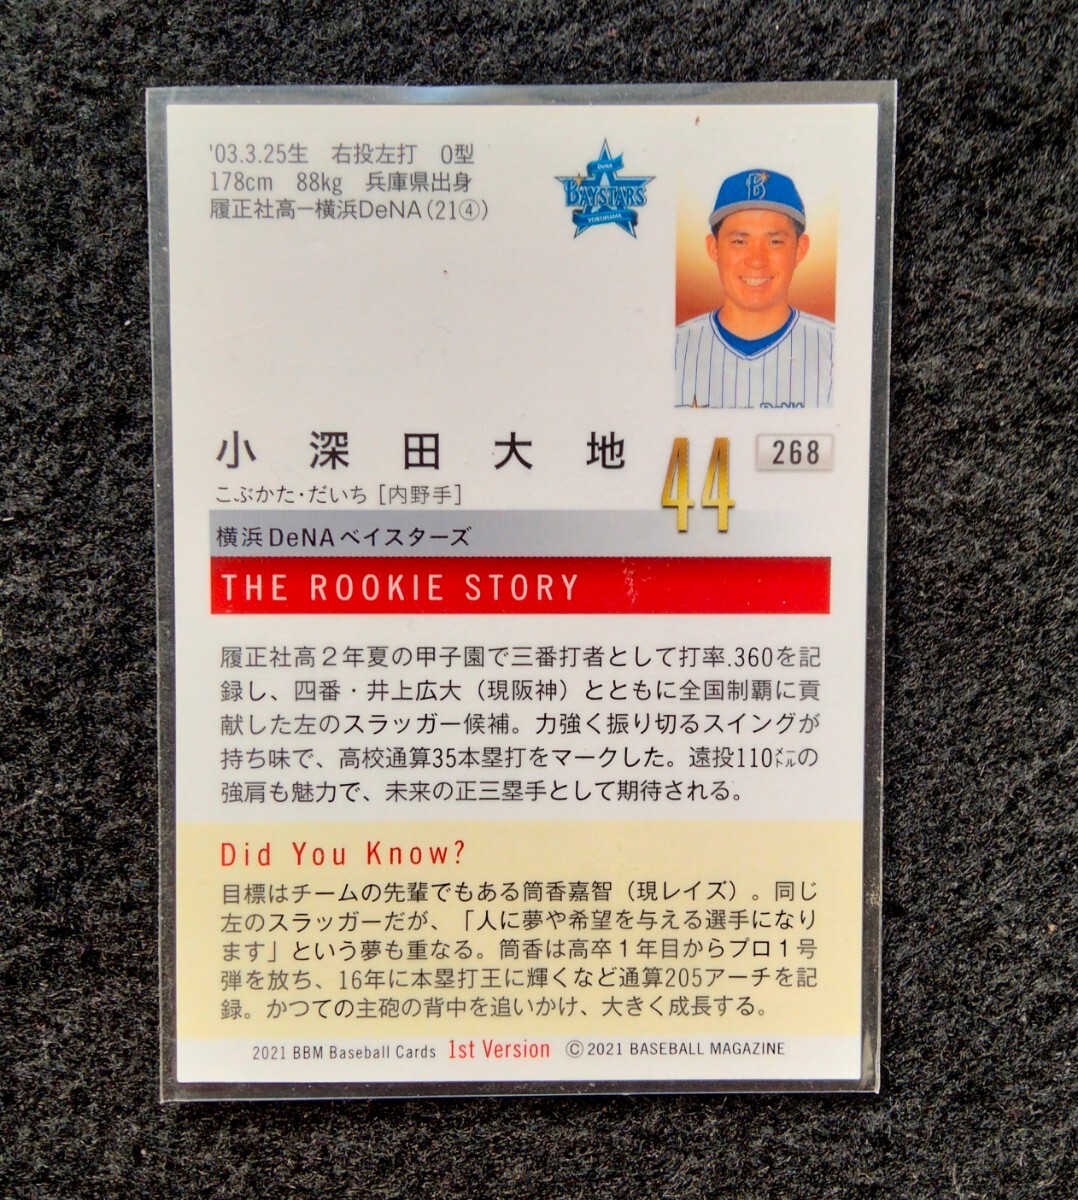 '03.3.25生 右投左打 O型
178cm 88kg 兵庫県出身
履正社高ー横浜DeNA(21④)
DeNA
BAYSTARS
YOKOHAMA
B
DeNA
小深田大地
44
268
こぶかた・だいち [内野手]
横浜DeNAベイスターズ
THE ROOKIE STORY
履正社高2年夏の甲子園で三番打者として打率.360を記
録し、四番・井上広大(現阪神)とともに全国制覇に貢
献した左のスラッガー候補。力強く振り切るスイングが
持ち味で、高校通算35本塁打をマークした。遠投110㍍の
強肩も魅力で、未来の正三塁手として期待される。
Did You Know?
目標はチームの先輩でもある筒香嘉智(現レイズ)。同じ
左のスラッガーだが、「人に夢や希望を与える選手になり
ます」という夢も重なる。筒香は高卒1年目からプロ1号
弾を放ち、16年に本塁打王に輝くなど通算205アーチを記
録。かつての主砲の背中を追いかけ、大きく成長する。
2021 BBM Baseball Cards 1st Version ©2021 BASEBALL MAGAZINE